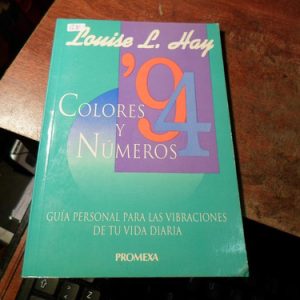 Louise L. Hay
'94
COLORES
Y
NÚMEROS
GUÍA PERSONAL PARA LAS VIBRACIONES
DE TU VIDA DIARIA
PROMEXA